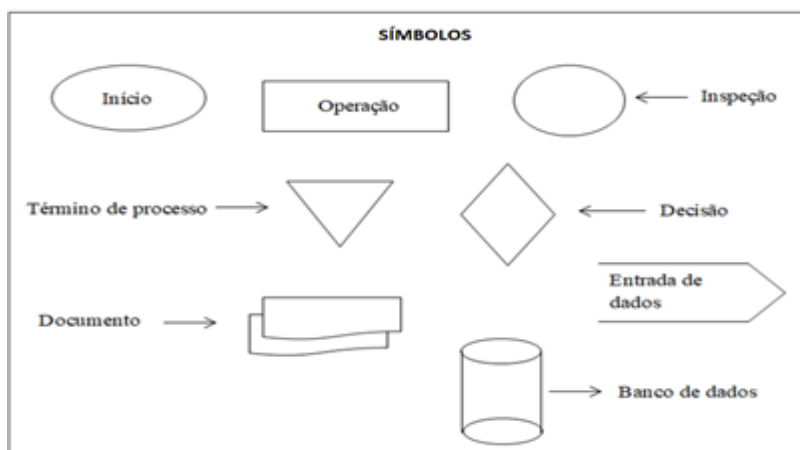 SÍMBOLOS
Início
Operação
Inspeção
Término de processo
Decisão
Entrada de
dados
Documento
Banco de dados